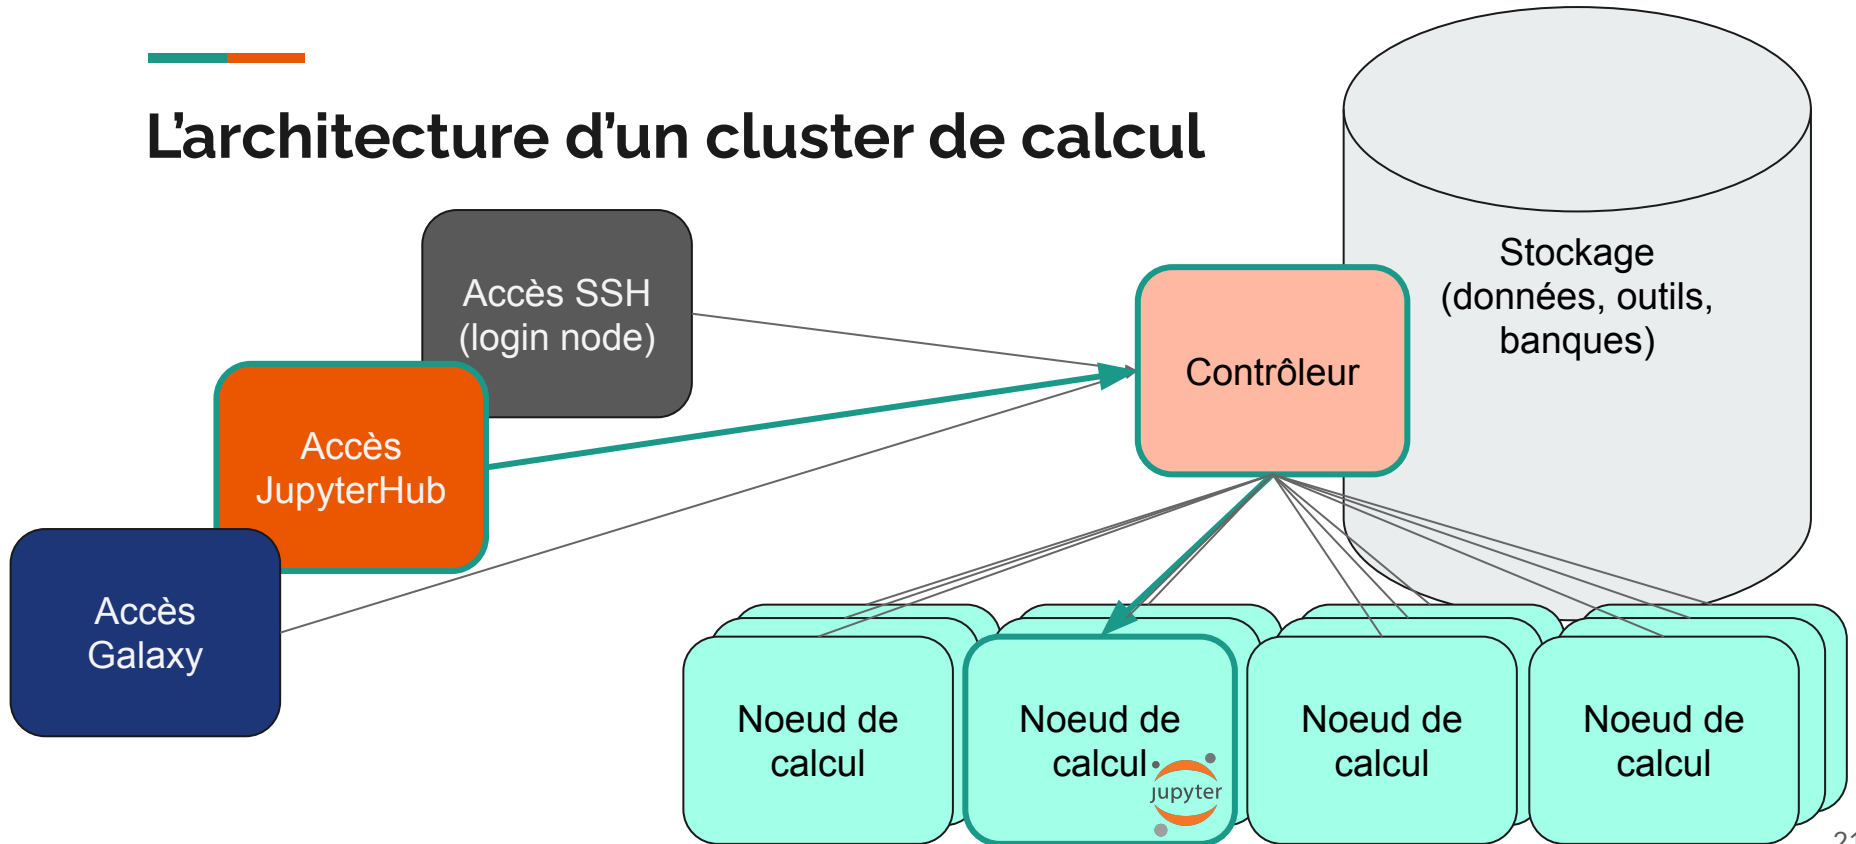 L’architecture d’un cluster de calcul
Stockage
(données, outils,
banques)
Accès SSH
(login node)
Contrôleur
Accès
JupyterHub
Accès
Galaxy
Noeud de
calcul
jupyter
Noeud de
calcul
Noeud de
calcul
Noeud de
calcul
21